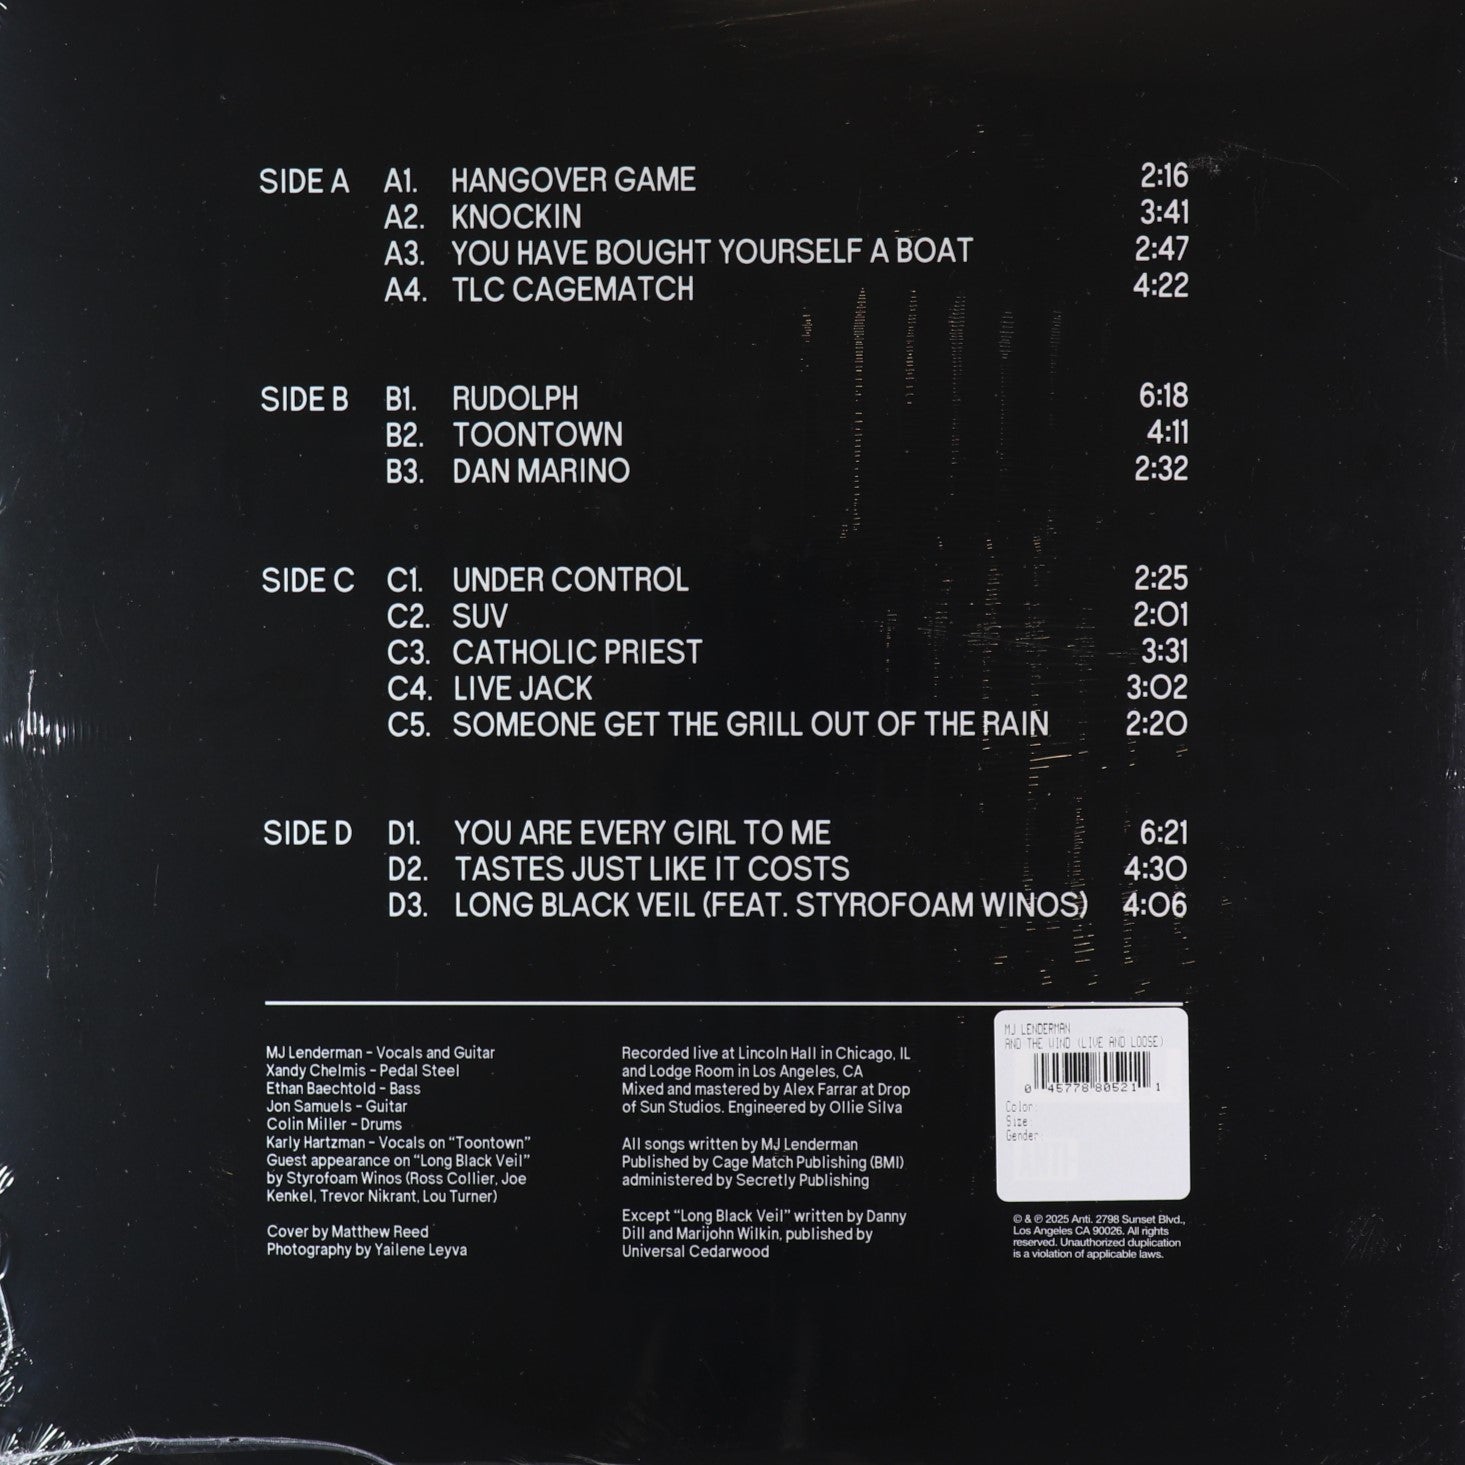 SIDE A A1. HANGOVER GAME 2:16
A2. KNOCKIN 3:41
A3. YOU HAVE BOUGHT YOURSELF A BOAT 2:47
A4. TLC CAGEMATCH 4:22
SIDE B B1. RUDOLPH 6:18
B2. TOONTOWN 4:11
B3. DAN MARINO 2:32
SIDE C C1. UNDER CONTROL 2:25
C2. SUV 2:01
C3. CATHOLIC PRIEST 3:31
C4. LIVE JACK 3:02
C5. SOMEONE GET THE GRILL OUT OF THE RAIN 2:20
SIDE D D1. YOU ARE EVERY GIRL TO ME 6:21
D2. TASTES JUST LIKE IT COSTS 4:30
D3. LONG BLACK VEIL (FEAT. STYROFOAM WINOS) 4:06
MJ Lenderman – Vocals and Guitar
Xandy Chelmis – Pedal Steel
Ethan Baechtold – Bass
Jon Samuels – Guitar
Colin Miller – Drums
Karly Hartzman – Vocals on “Toontown”
Guest appearance on “Long Black Veil”
by Styrofoam Winos (Ross Collier, Joe
Kenkel, Trevor Nikrant, Lou Turner)
Cover by Matthew Reed
Photography by Yailene Leyva
Recorded live at Lincoln Hall in Chicago, IL
and Lodge Room in Los Angeles, CA
Mixed and mastered by Alex Farrar at Drop
of Sun Studios. Engineered by Ollie Silva
All songs written by MJ Lenderman
Published by Cage Match Publishing (BMI)
administered by Secretly Publishing
Except “Long Black Veil” written by Danny
Dill and Marijohn Wilkin, published by
Universal Cedarwood
MJ LENDERMAN
AND THE WIND (LIVE AND LOOSE)
0 45778 80521 1
Color:
Size:
Gender:
© & ℗ 2025 Anti. 2798 Sunset Blvd.,
Los Angeles CA 90026. All rights
reserved. Unauthorized duplication
is a violation of applicable laws.